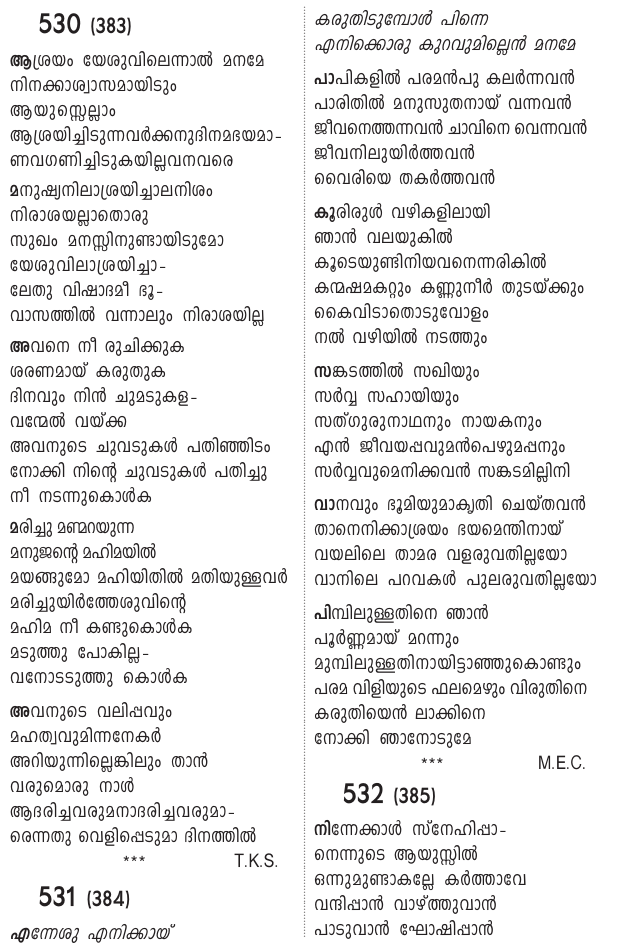 530 (383)
ആശ്രയം യേശുവിലെന്നാൽ മനമേ
നിനക്കാശ്വാസമായിടും
ആയുസ്സെല്ലാം
ആശ്രയിച്ചിടുന്നവർക്കനുദിനമഭയമാ-
ണവഗണിച്ചിടുകയില്ലവനവരെ
മനുഷ്യനിലാശ്രയിച്ചാലനിശം
നിരാശയല്ലാതൊരു
സുഖം മനസ്സിനുണ്ടായിടുമോ
യേശുവിലാശ്രയിച്ചാ-
ലേതു വിഷാദമീ ഭൂ-
വാസത്തിൽ വന്നാലും നിരാശയില്ല
അവനെ നീ രുചിക്കുക
ശരണമായ് കരുതുക
ദിനവും നിൻ ചുമടുകള-
വന്മേൽ വയ്ക്ക
അവനുടെ ചുവടുകൾ പതിഞ്ഞിടം
നോക്കി നിന്റെ ചുവടുകൾ പതിച്ചു
നീ നടന്നുകൊൾക
മരിച്ചു മണ്മറയുന്ന
മനുജന്റെ മഹിമയിൽ
മയങ്ങുമോ മഹിയിതിൽ മതിയുള്ളവർ
മരിച്ചുയിർത്തേശുവിന്റെ
മഹിമ നീ കണ്ടുകൊൾക
മടുത്തു പോകില്ല-
വനോടടുത്തു കൊൾക
അവനുടെ വലിപ്പവും
മഹത്വവുമിന്നനേകർ
അറിയുന്നില്ലെങ്കിലും താൻ
വരുമൊരു നാൾ
ആദരിച്ചവരുമനാദരിച്ചവരുമാ-
രെന്നതു വെളിപ്പെടുമാ ദിനത്തിൽ
*** T.K.S.
531 (384)
എന്നേശു എനിക്കായ്
കരുതിടുമ്പോൾ പിന്നെ
എനിക്കൊരു കുറവുമില്ലെൻ മനമേ
പാപികളിൽ പരമൻപു കലർന്നവൻ
പാരിതിൽ മനുസുതനായ് വന്നവൻ
ജീവനെത്തന്നവൻ ചാവിനെ വെന്നവൻ
ജീവനിലുയിർത്തവൻ
വൈരിയെ തകർത്തവൻ
കൂരിരുൾ വഴികളിലായി
ഞാൻ വലയുകിൽ
കൂടെയുണ്ടിനിയവനെന്നരികിൽ
കന്മഷമകറ്റും കണ്ണുനീർ തുടയ്ക്കും
കൈവിടാതൊടുവോളം
നൽ വഴിയിൽ നടത്തും
സങ്കടത്തിൽ സഖിയും
സർവ്വ സഹായിയും
സത്ഗുരുനാഥനും നായകനും
എൻ ജീവയപ്പവുമൻപെഴുമപ്പനും
സർവ്വവുമെനിക്കവൻ സങ്കടമില്ലിനി
വാനവും ഭൂമിയുമാകൃതി ചെയ്തവൻ
താനെനിക്കാശ്രയം ഭയമെന്തിനായ്
വയലിലെ താമര വളരുവതില്ലയോ
വാനിലെ പറവകൾ പുലരുവതില്ലയോ
പിമ്പിലുള്ളതിനെ ഞാൻ
പൂർണ്ണമായ് മറന്നും
മുമ്പിലുള്ളതിനായിട്ടാഞ്ഞുകൊണ്ടും
പരമ വിളിയുടെ ഫലമെഴും വിരുതിനെ
കരുതിയെൻ ലാക്കിനെ
നോക്കി ഞാനോടുമേ
*** M.E.C.
532 (385)
നിന്നേക്കാൾ സ്നേഹിപ്പാ-
നെന്നുടെ ആയുസ്സിൽ
ഒന്നുമുണ്ടാകല്ലേ കർത്താവേ
വന്ദിപ്പാൻ വാഴ്ത്തുവാൻ
പാടുവാൻ ഘോഷിപ്പാൻ